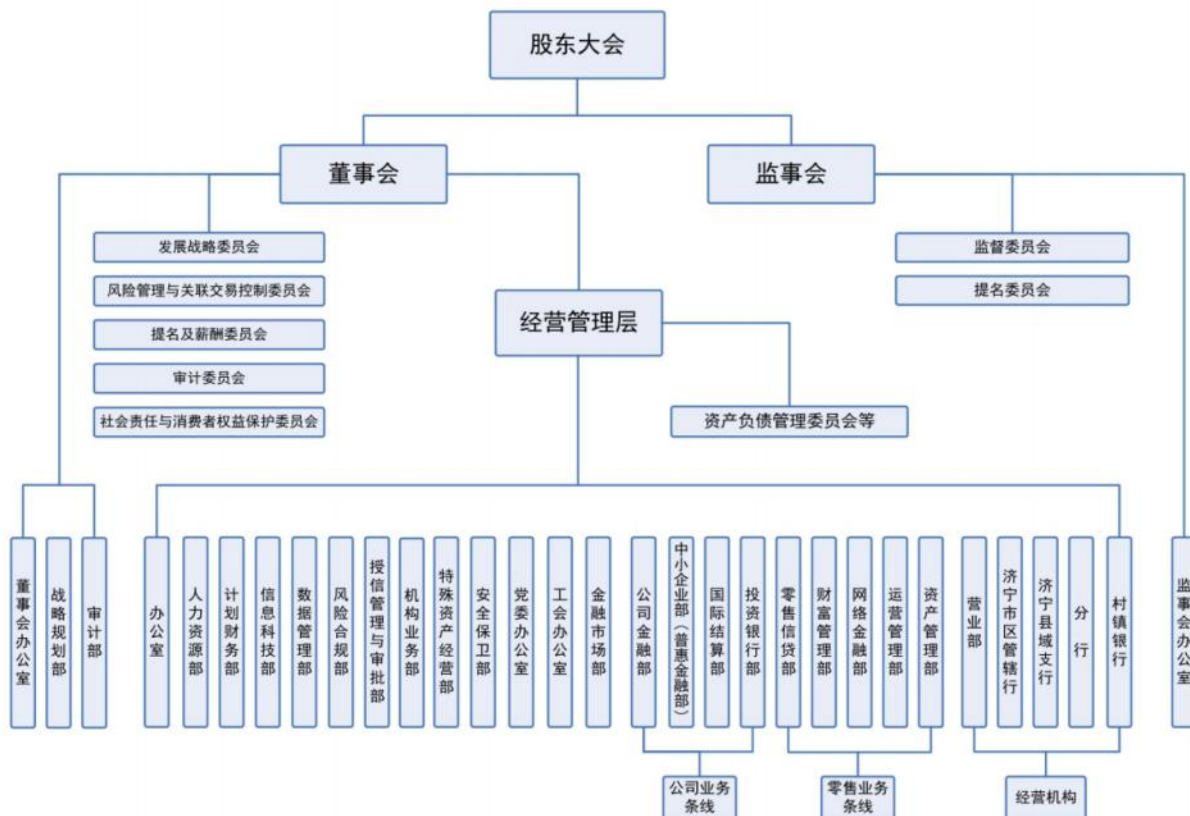 股东大会
董事会
监事会
发展战略委员会
风险管理与关联交易控制委员会
提名及薪酬委员会
审计委员会
社会责任与消费者权益保护委员会
监督委员会
提名委员会
经营管理层
资产负债管理委员会等
董事会办公室
战略规划部
审计部
办公室
人力资源部
计划财务部
信息科技部
数据管理部
风险合规部
授信管理与审批部
机构业务部
特殊资产经营部
安全保卫部
党委办公室
工会办公室
金融市场部
公司金融部
中小企业部（普惠金融部）
国际结算部
投资银行部
零售信贷部
财富管理部
网络金融部
运营管理部
资产管理部
营业部
济宁市区管辖行
济宁县域支行
分行
村镇银行
监事会办公室
公司业务
条线
零售业务
条线
经营机构